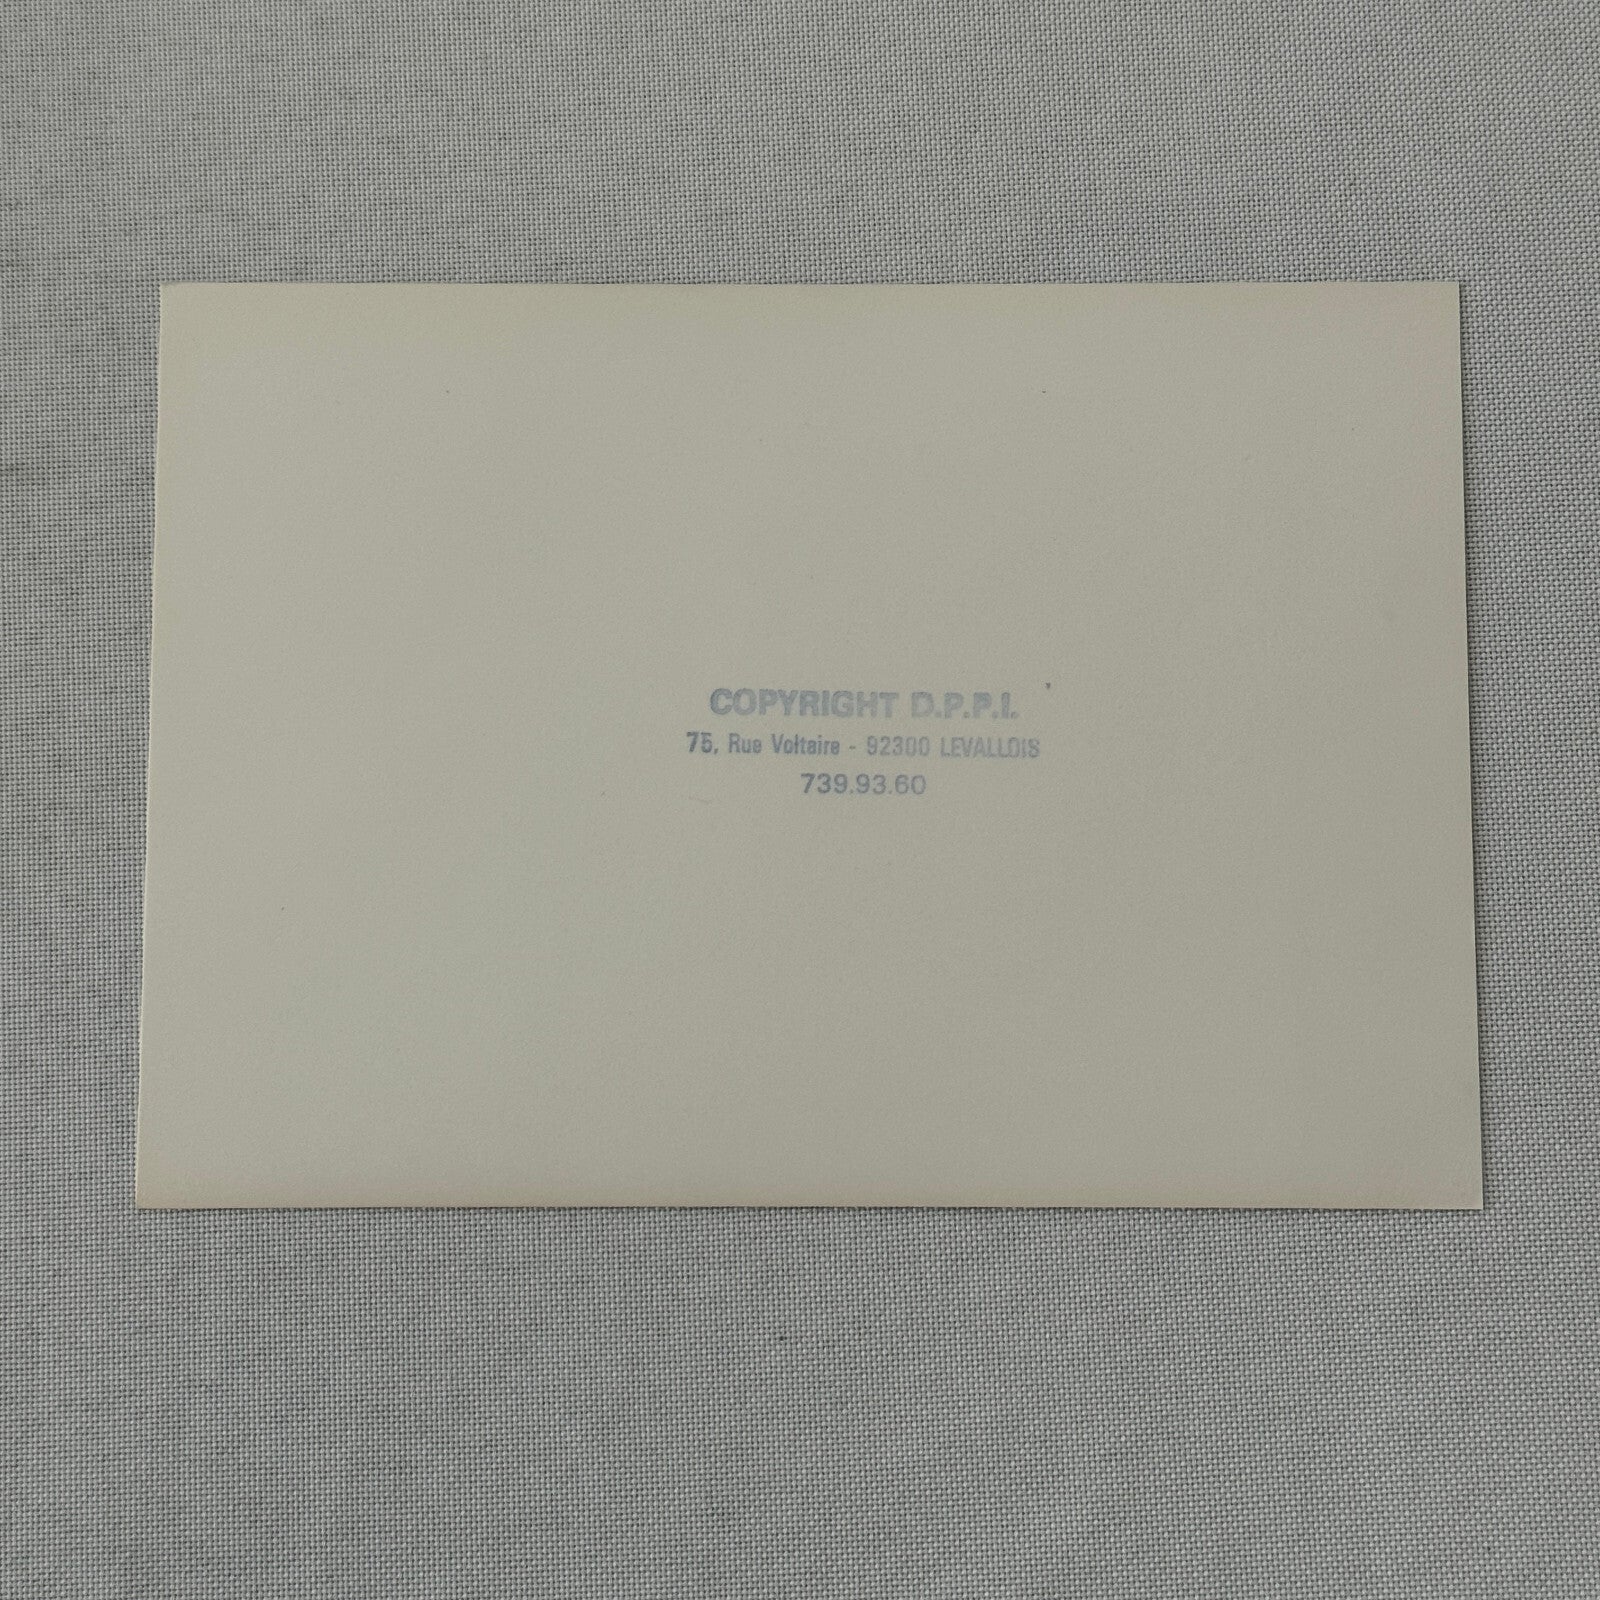 COPYRIGHT D.P.P.I.
75, Rue Voltaire - 92300 LEVALLOIS
739.93.60